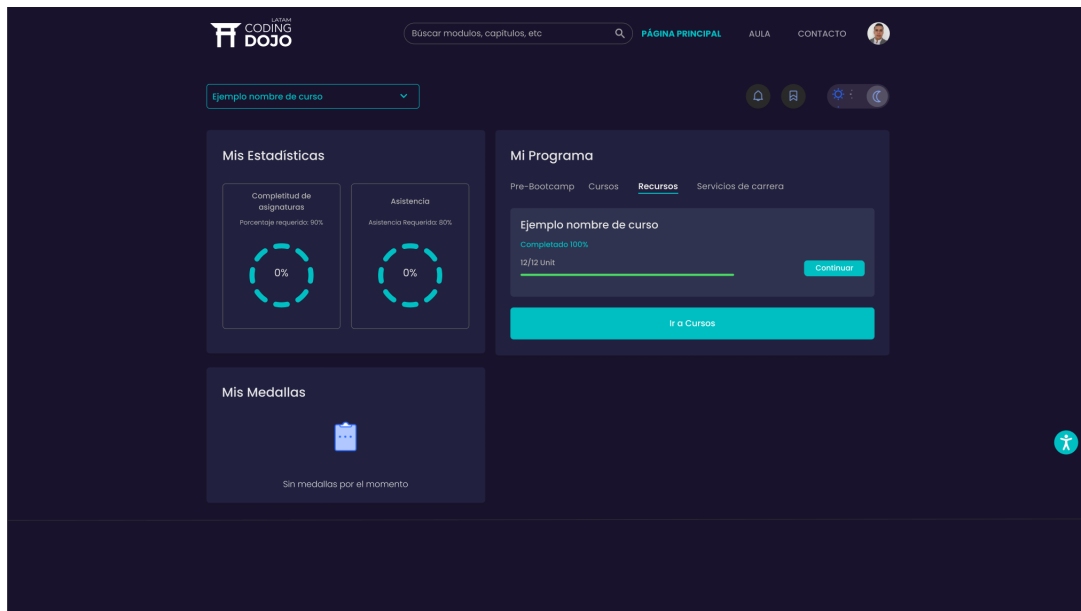 LATAM
CODING
DOJO
Búscar modulos, capítulos, etc
PÁGINA PRINCIPAL
AULA
CONTACTO
Ejemplo nombre de curso
Mis Estadísticas
Completitud de
asignaturas
Porcentaje requerido: 90%
0%
Asistencia
Asistencia Requerida: 80%
0%
Mi Programa
Pre-Bootcamp
Cursos
Recursos
Servicios de carrera
Ejemplo nombre de curso
Completado 100%
12/12 Unit
Continuar
Ir a Cursos
Mis Medallas
Sin medallas por el momento